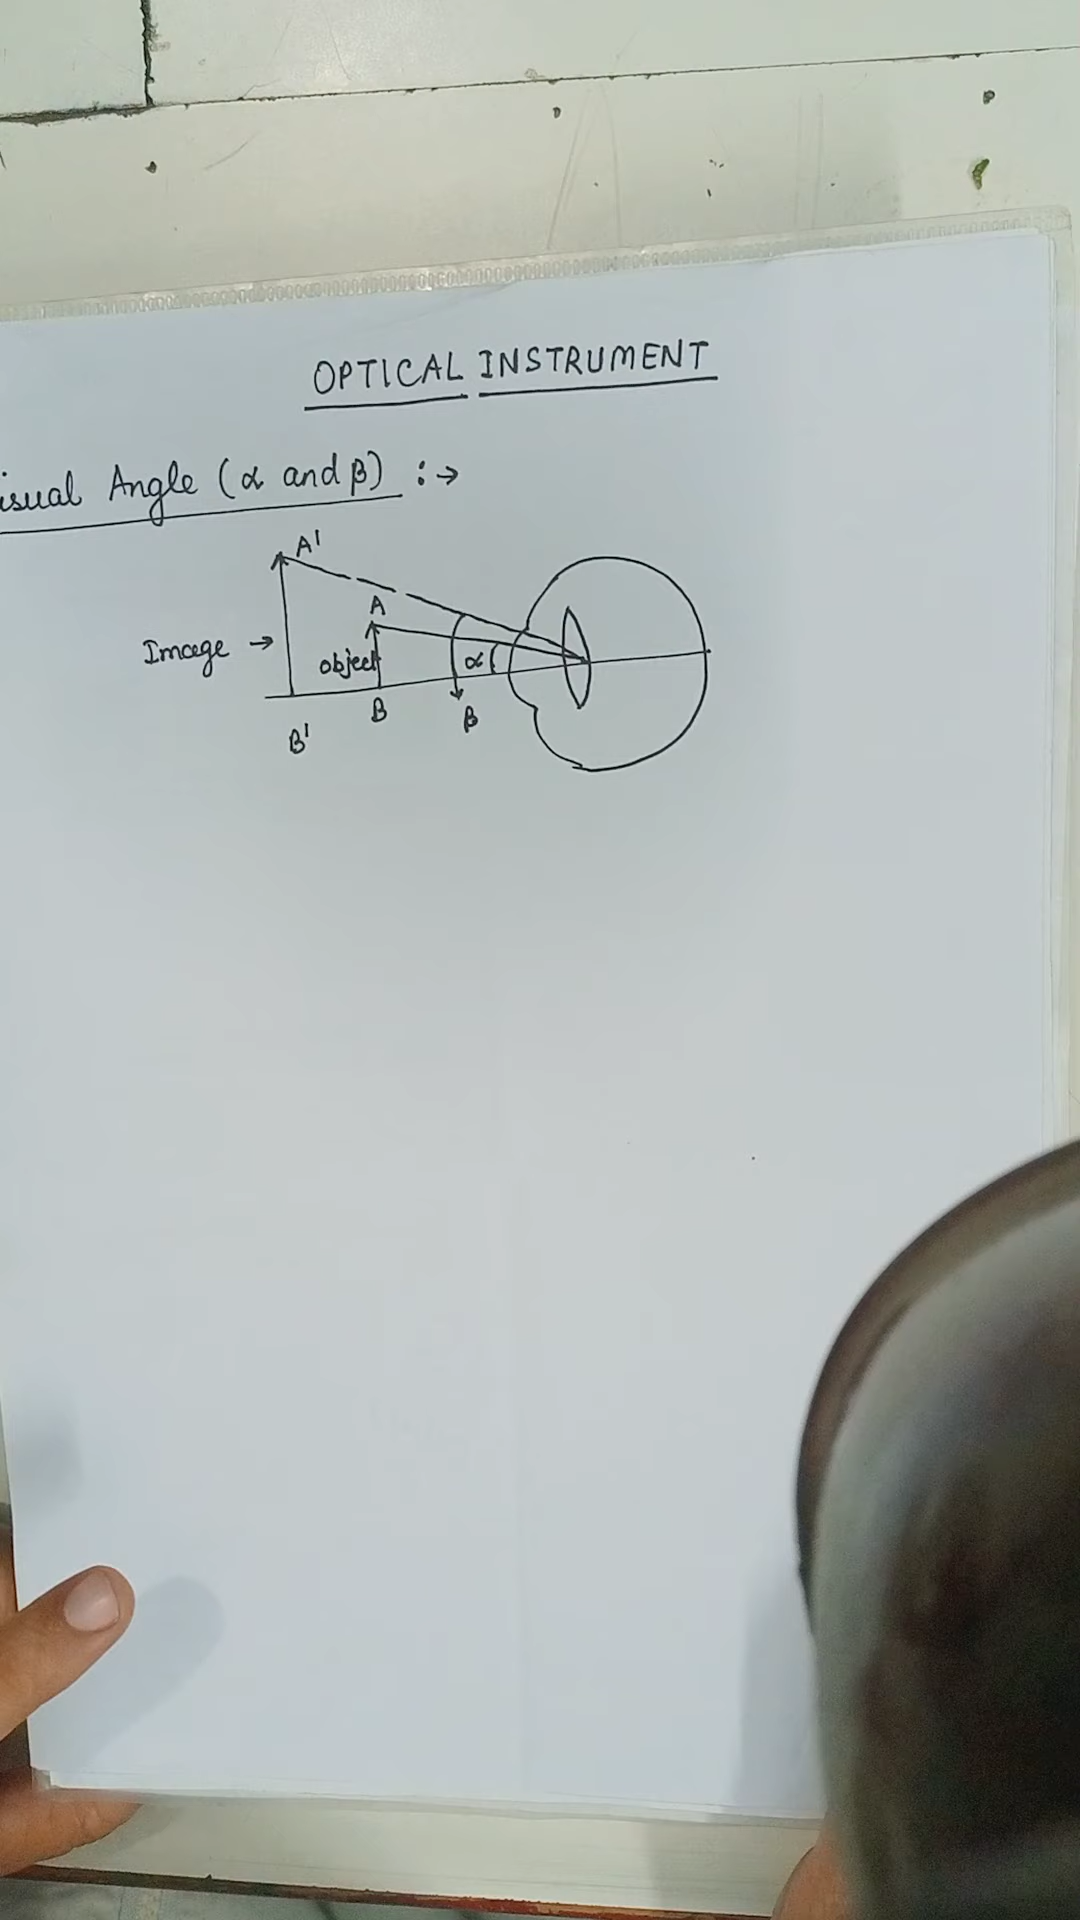 OPTICAL INSTRUMENT
isual Angle (α and β) :→
A'
A
Image →
object
α
B
β
B'